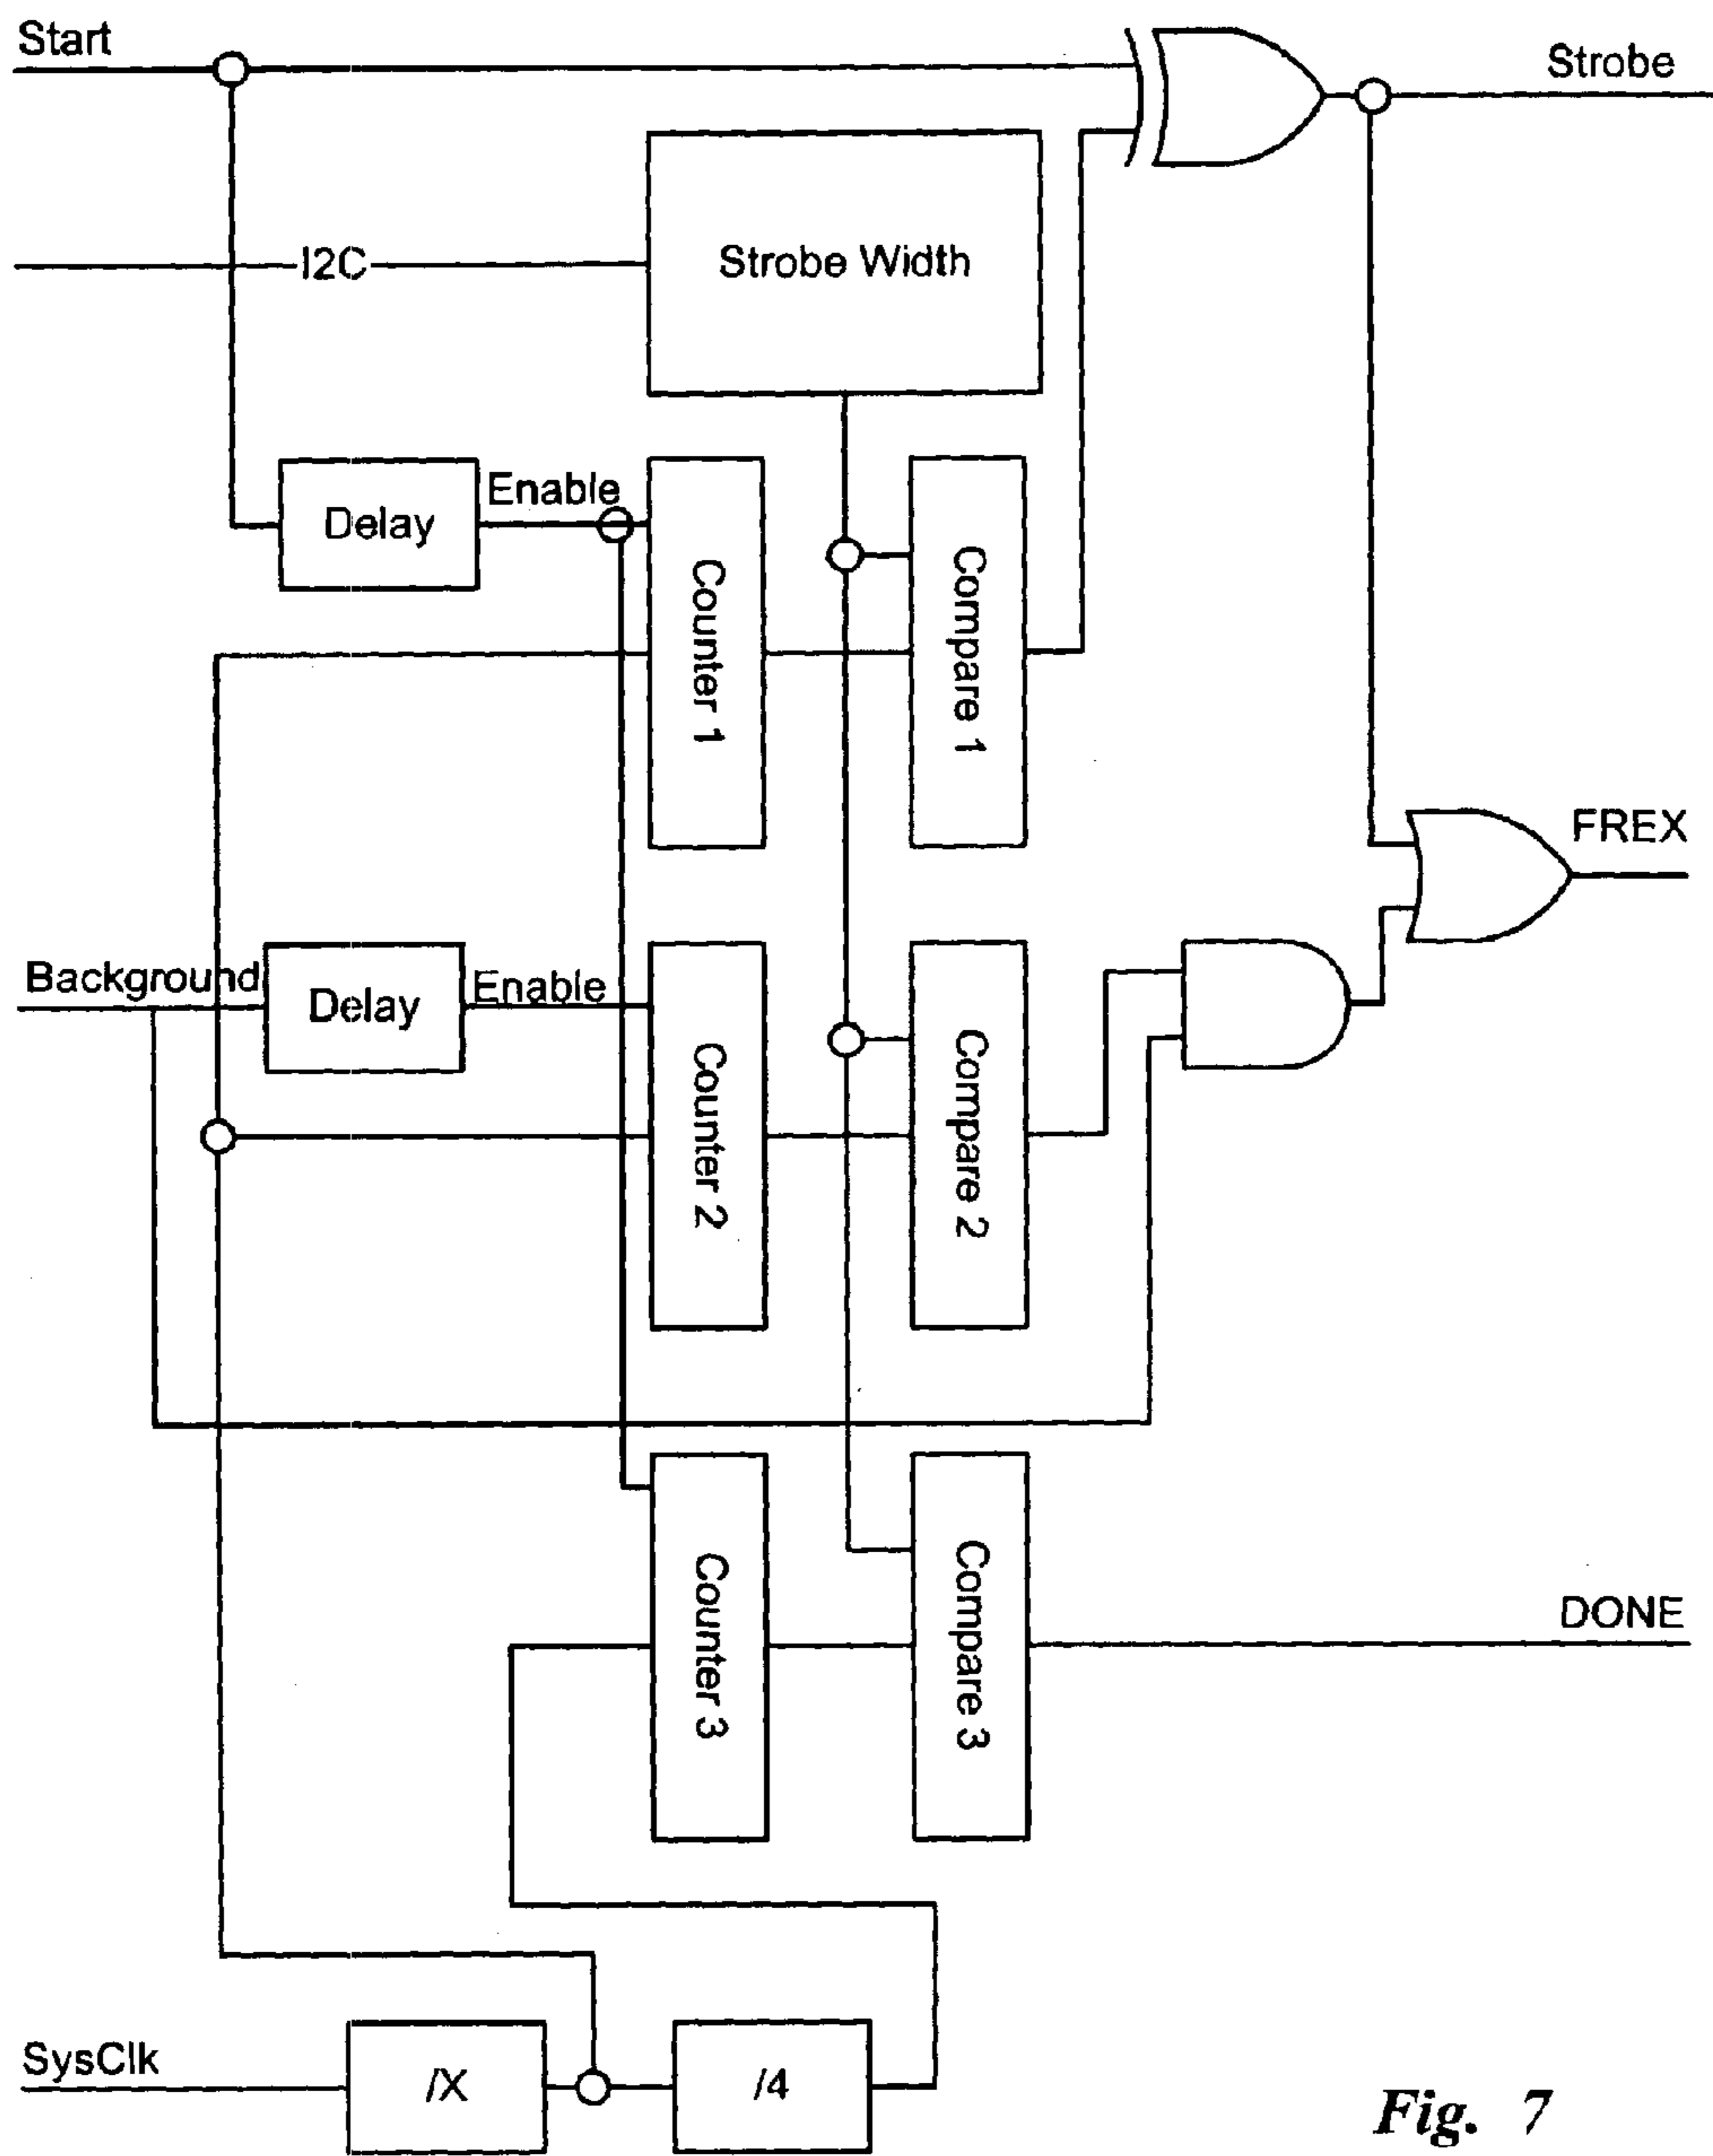 Start
Strobe
I2C
Strobe Width
Enable
Delay
Counter 1
Compare 1
FREX
Background
Delay
Enable
Counter 2
Compare 2
Counter 3
Compare 3
DONE
SysClk
/X
/4
Fig. 7